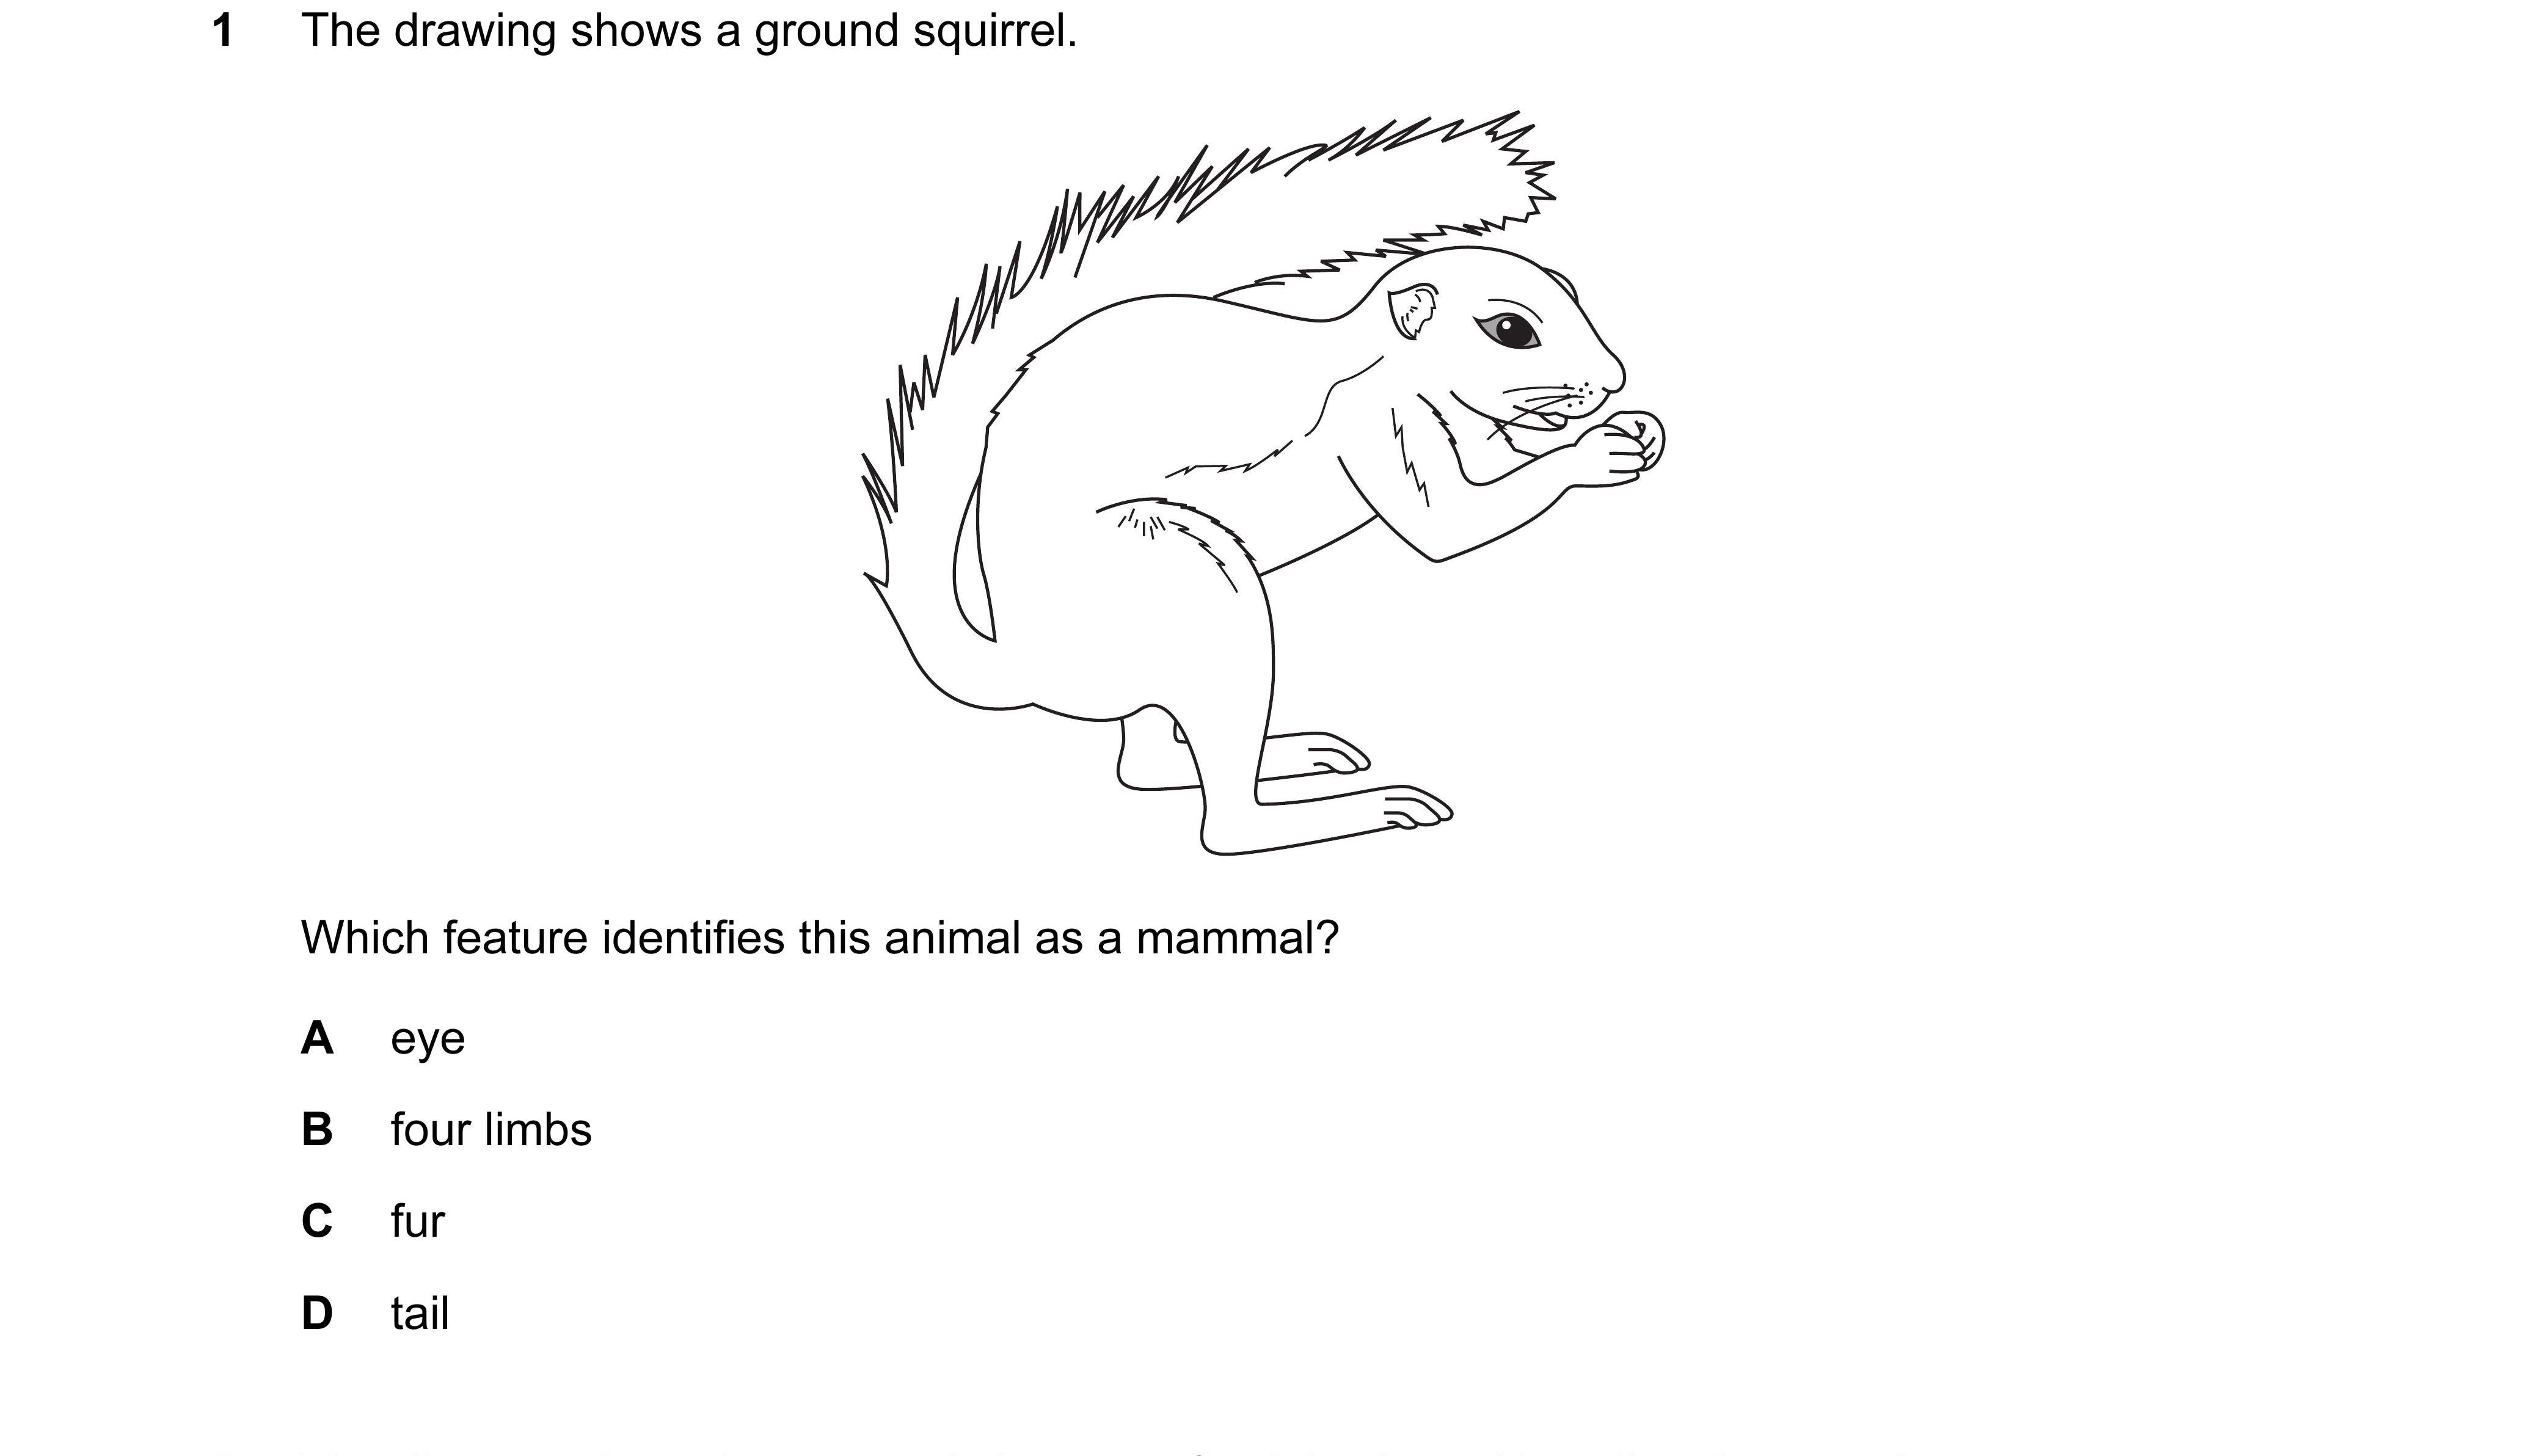 1 The drawing shows a ground squirrel.
Which feature identifies this animal as a mammal?
A eye
B four limbs
C fur
D tail